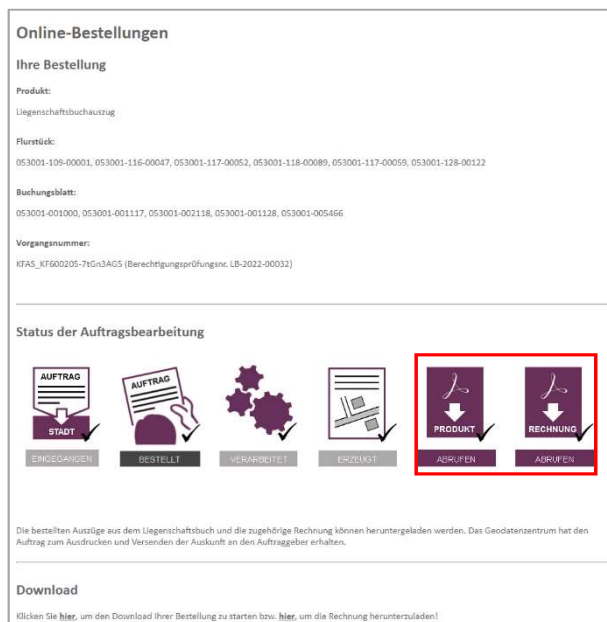 Online-Bestellungen
Ihre Bestellung
Produkt:
Liegenschaftsbuchauszug
Flurstück:
053001-109-00001, 053001-116-00047, 053001-117-00052, 053001-118-00089, 053001-117-00059, 053001-128-00122
Buchungsblatt:
053001-001000, 053001-001117, 053001-002118, 053001-001128, 053001-005466
Vorgangsnummer:
KFAS_KF600205-7tGn3AG5 (Berechtigungsprüfungsnr. LB-2022-00032)
Status der Auftragsbearbeitung
AUFTRAG
STADT
EINGEGANGEN
AUFTRAG
BESTELLT
VERARBEITET
ERZEUGT
PRODUKT
ABRUFEN
RECHNUNG
ABRUFEN
Die bestellten Auszüge aus dem Liegenschaftsbuch und die zugehörige Rechnung können heruntergeladen werden. Das Geodatenzentrum hat den
Auftrag zum Ausdrucken und Versenden der Auskunft an den Auftraggeber erhalten.
Download
Klicken Sie hier, um den Download Ihrer Bestellung zu starten bzw. hier, um die Rechnung herunterzuladen!